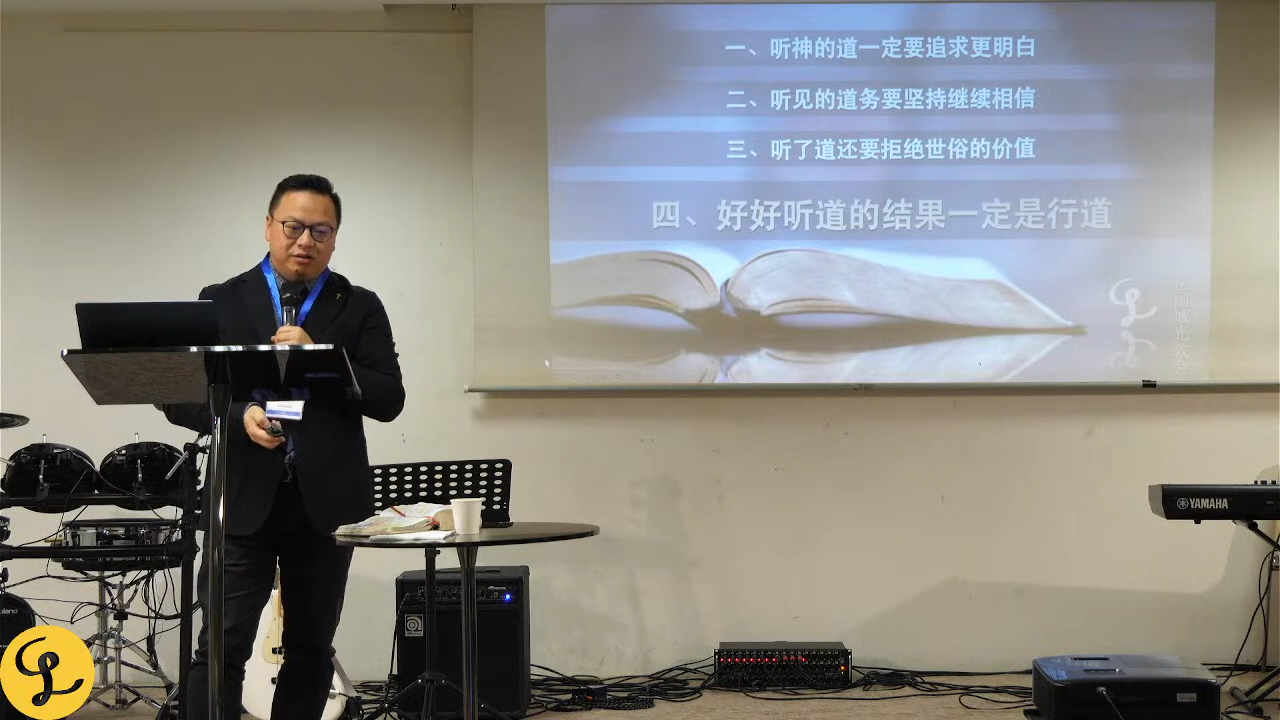 一、听神的道一定要追求更明白
二、听见的道务要坚持继续相信
三、听了道还要拒绝世俗的价值
四、好好听道的结果一定是行道
YAMAHA